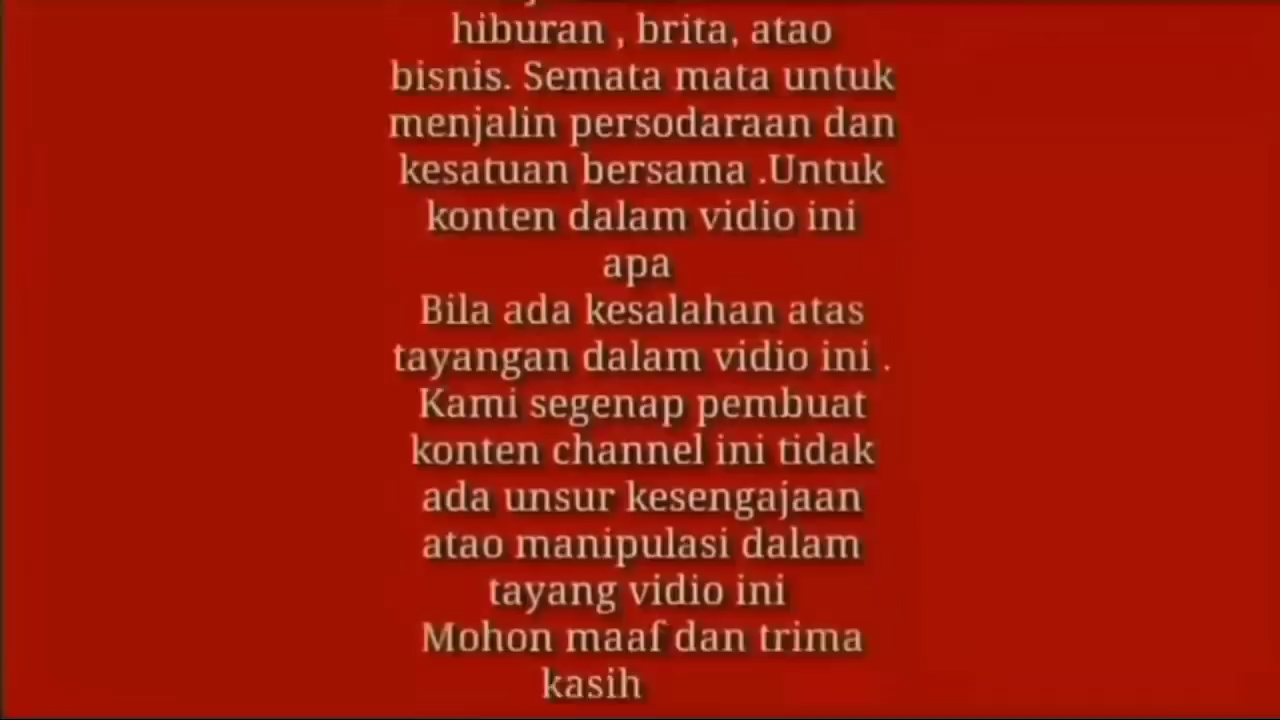 hiburan , brita, atao
bisnis. Semata mata untuk
menjalin persodaraan dan
kesatuan bersama .Untuk
konten dalam vidio ini
apa
Bila ada kesalahan atas
tayangan dalam vidio ini .
Kami segenap pembuat
konten channel ini tidak
ada unsur kesengajaan
atao manipulasi dalam
tayang vidio ini
Mohon maaf dan trima
kasih